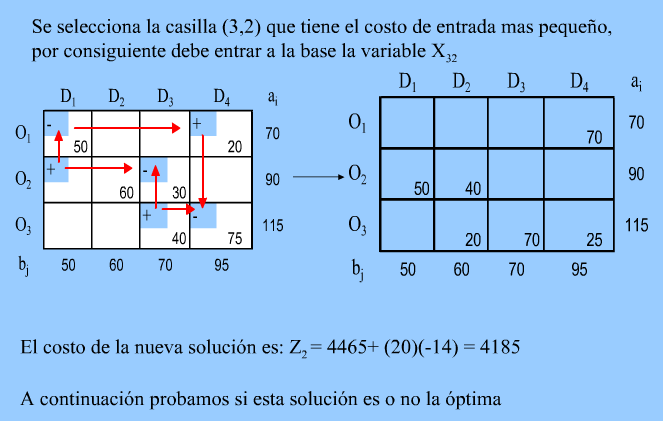 Se selecciona la casilla (3,2) que tiene el costo de entrada mas pequeño,
por consiguiente debe entrar a la base la variable X32
D1 D2 D3 D4 ai
O1 - 50 + 20 70
O2 + 60 - 30 90
O3 + 40 - 75 115
bj 50 60 70 95
D1 D2 D3 D4 ai
O1 70 70
O2 50 40 90
O3 20 70 25 115
bj 50 60 70 95
El costo de la nueva solución es: Z2 = 4465+ (20)(-14) = 4185
A continuación probamos si esta solución es o no la óptima